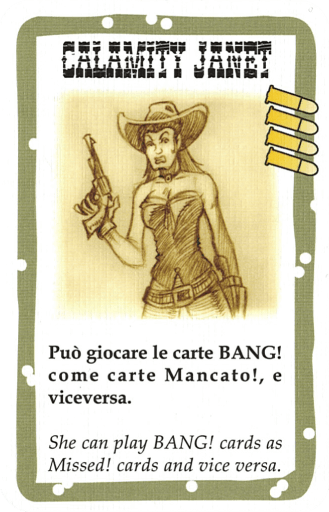 CALAMITY JANET
Può giocare le carte BANG!
come carte Mancato!, e
viceversa.
She can play BANG! cards as
Missed! cards and vice versa.